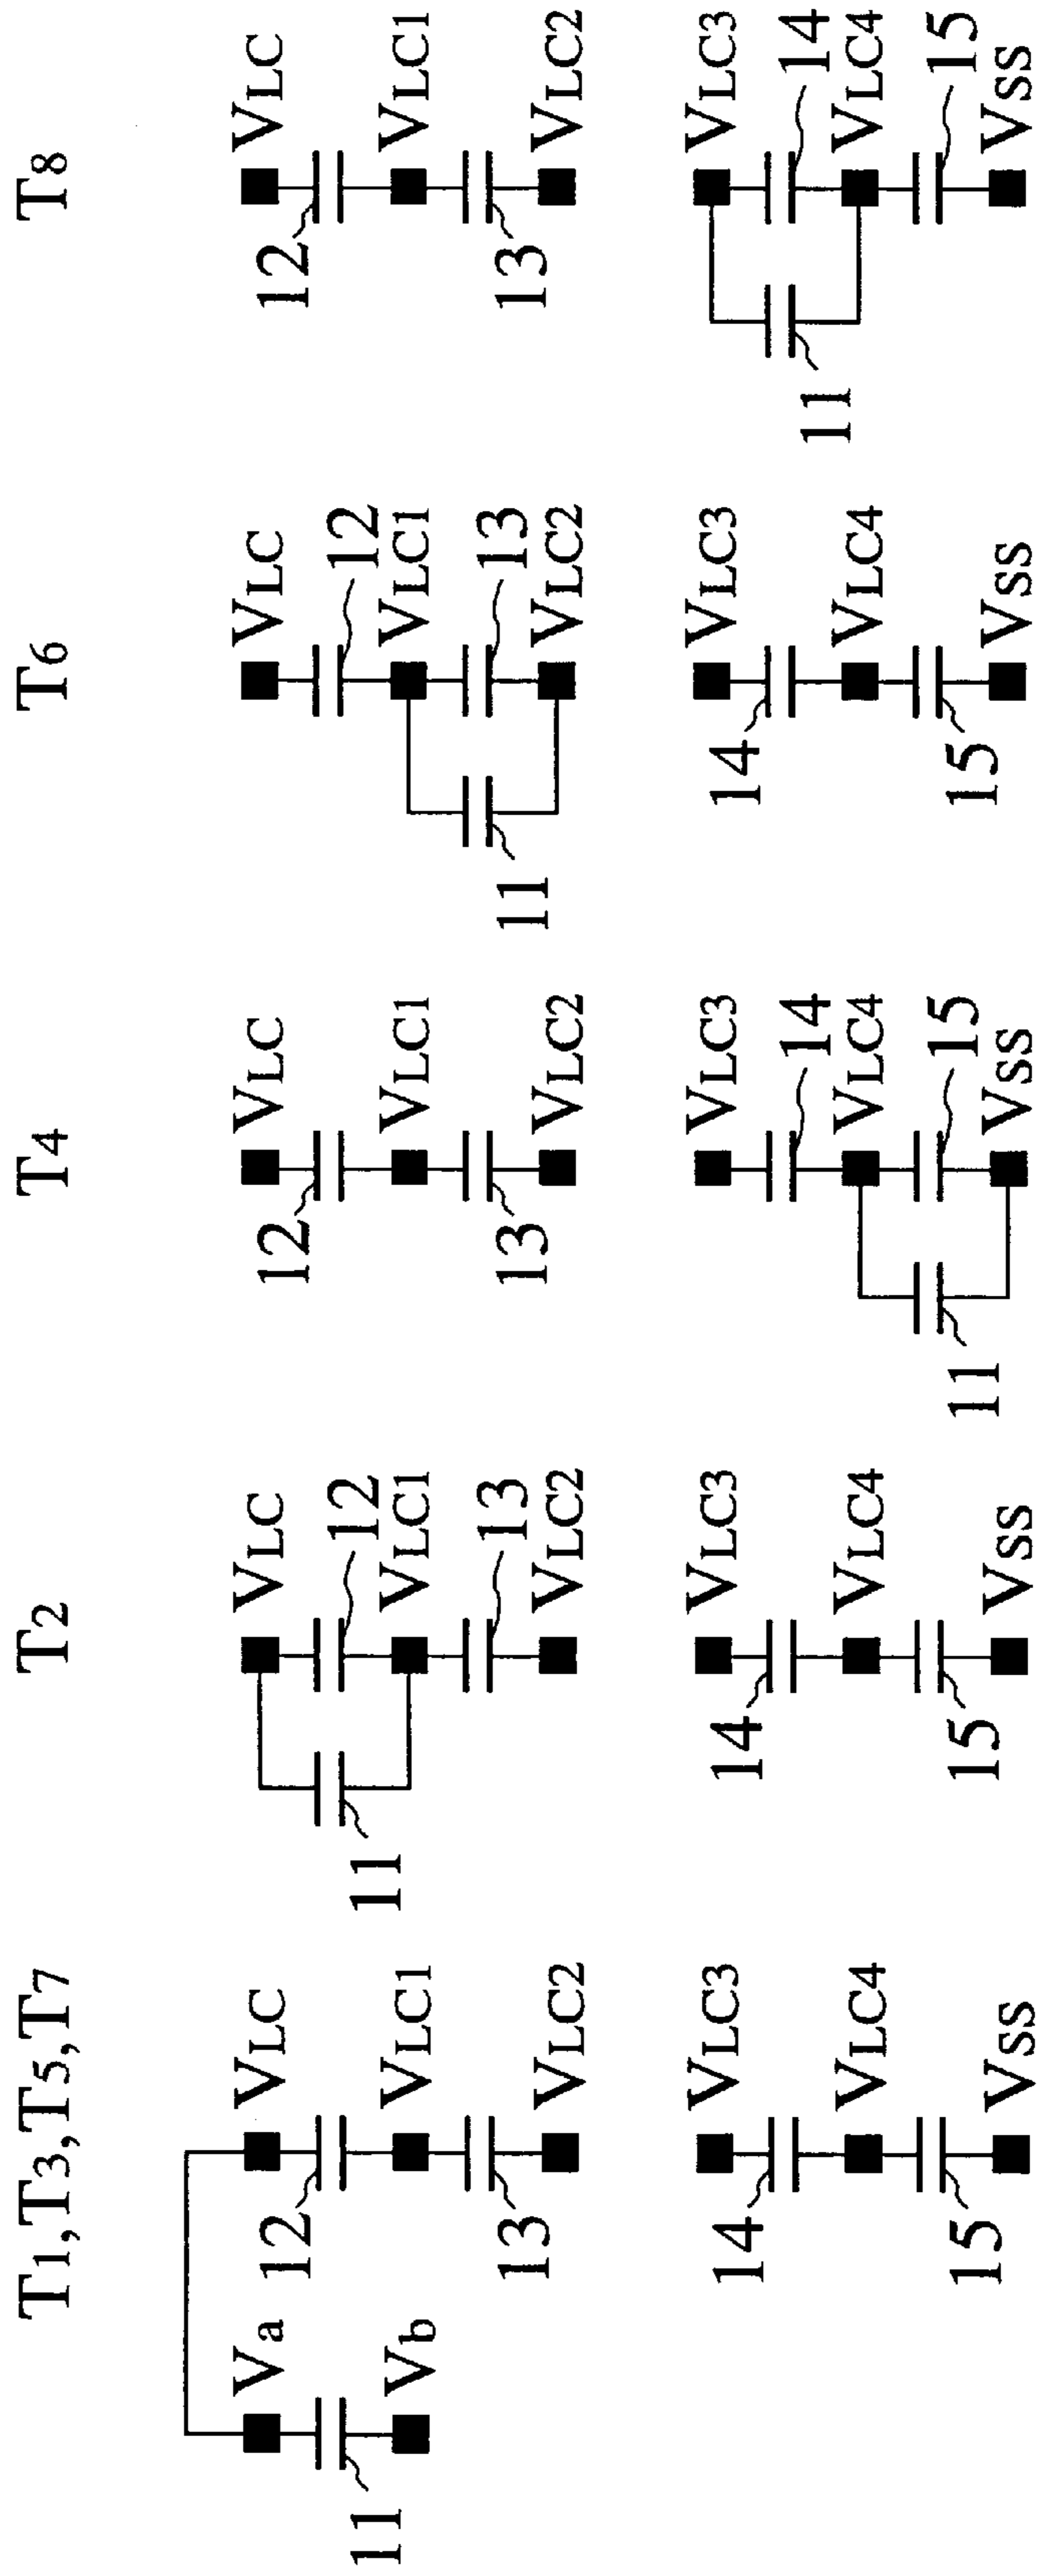 T1,T3,T5,T7
Va
11
Vb
VLC
12
VLC1
13
VLC2
VLC3
14
VLC4
15
VSS
T2
VLC
12
11
VLC1
13
VLC2
VLC3
14
VLC4
15
VSS
T4
VLC
12
VLC1
13
VLC2
VLC3
14
VLC4
15
11
VSS
T6
VLC
12
VLC1
13
11
VLC2
VLC3
14
VLC4
15
VSS
T8
VLC
12
VLC1
13
VLC2
VLC3
14
11
VLC4
15
VSS